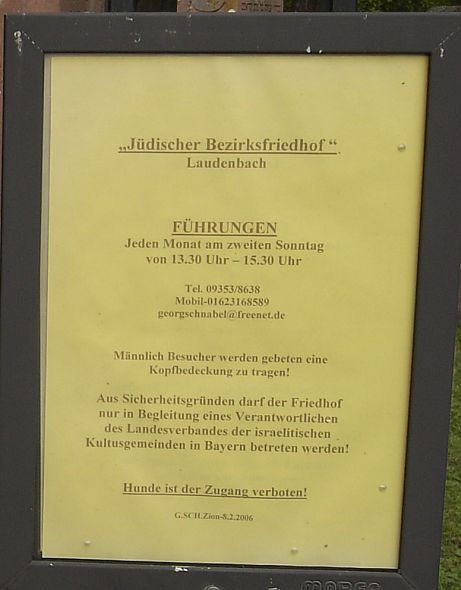 „Jüdischer Bezirksfriedhof “
Laudenbach
FÜHRUNGEN
Jeden Monat am zweiten Sonntag
von 13.30 Uhr – 15.30 Uhr
Tel. 09353/8638
Mobil-01623168589
georgschnabel@freenet.de
Männlich Besucher werden gebeten eine
Kopfbedeckung zu tragen!
Aus Sicherheitsgründen darf der Friedhof
nur in Begleitung eines Verantwortlichen
des Landesverbandes der israelitischen
Kultusgemeinden in Bayern betreten werden!
Hunde ist der Zugang verboten!
G.SCH.Zion-8.2.2006